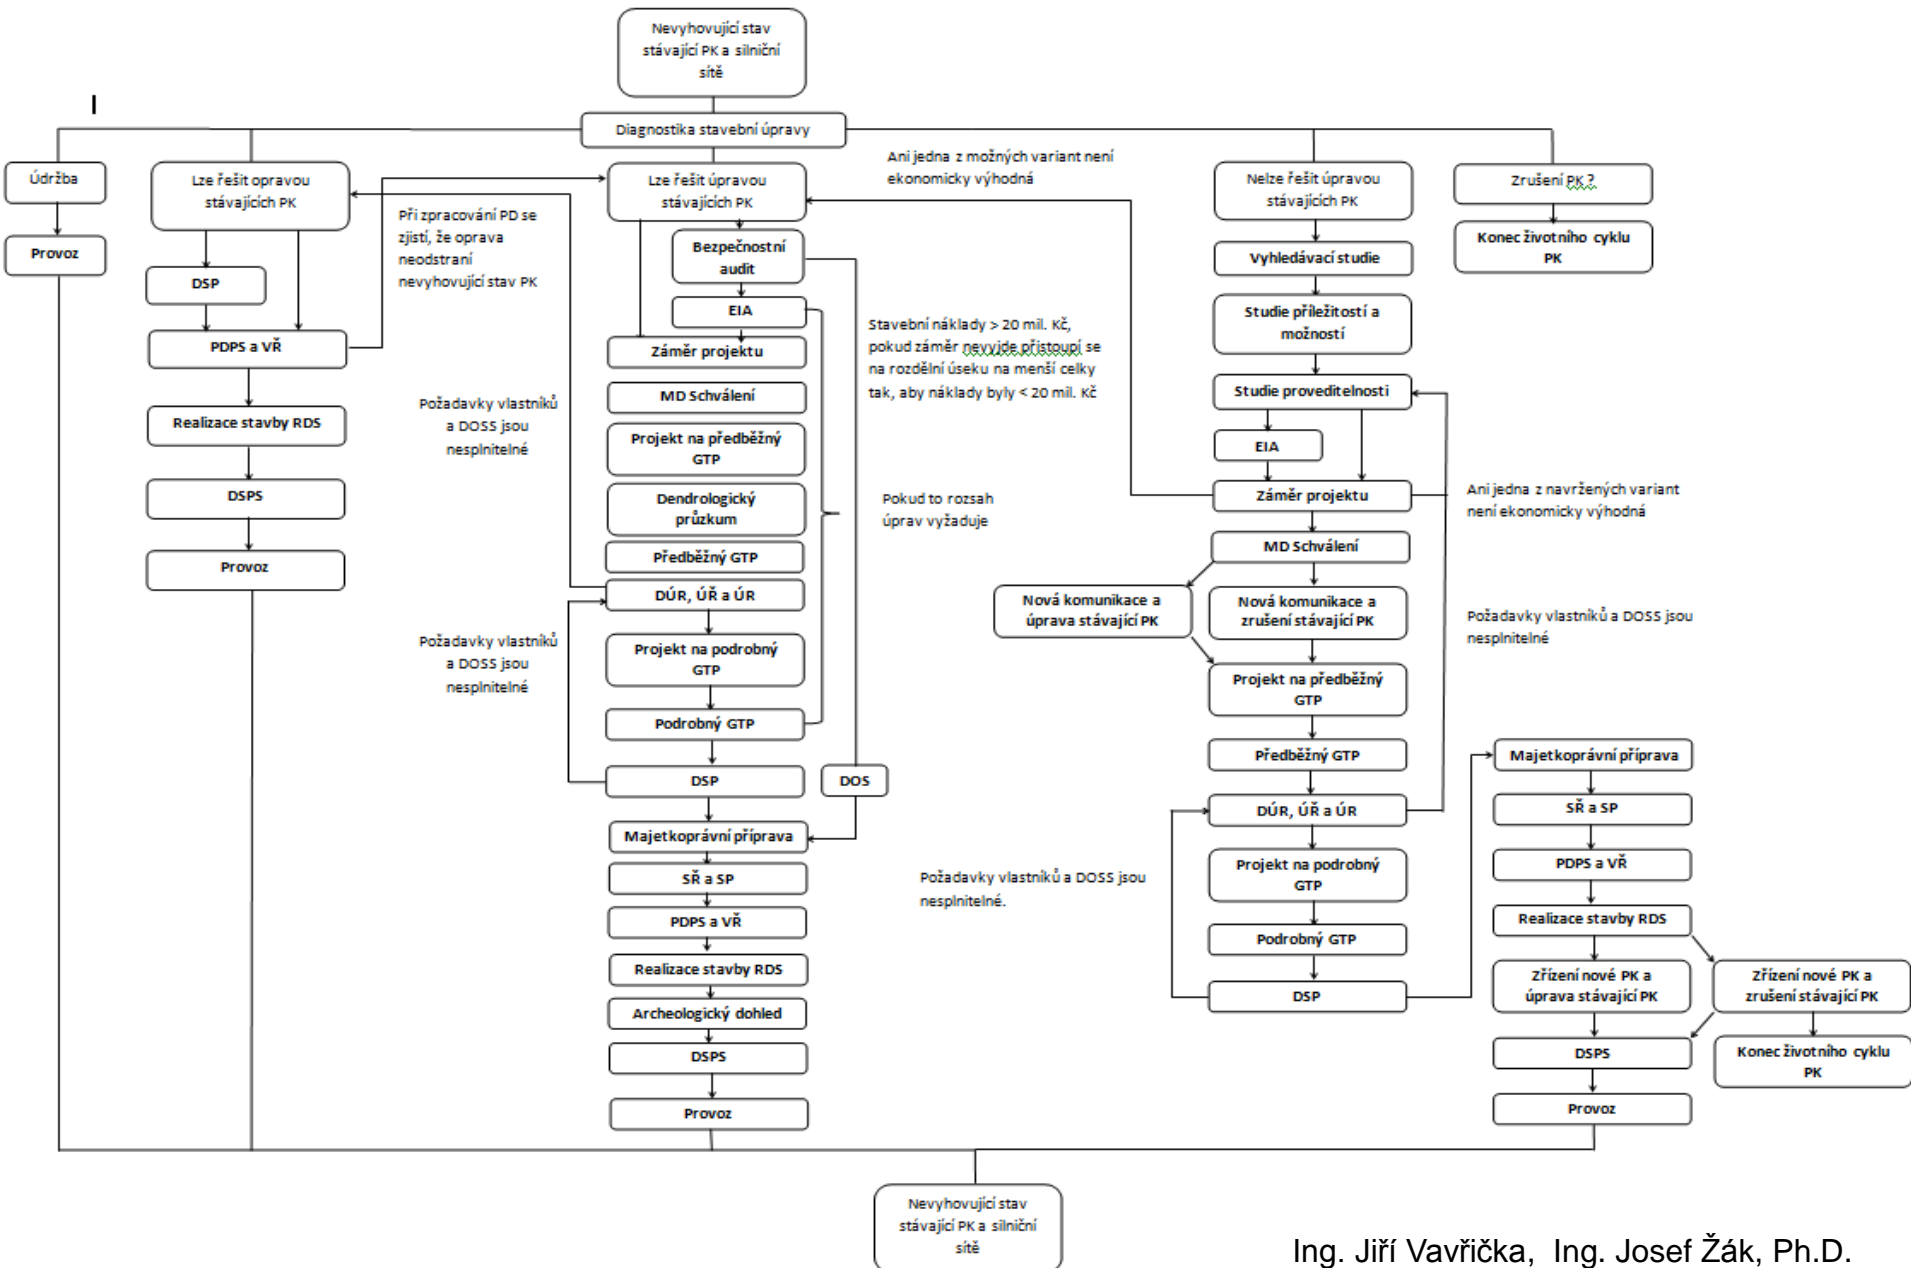 Nevyhovující stav
stávající PK a silniční
sítě
I
Diagnostika stavební úpravy
Údržba
Provoz
Lze řešit opravou
stávajících PK
DSP
PDPS a VŘ
Realizace stavby RDS
DSPS
Provoz
Při zpracování PD se
zjistí, že oprava
neodstraní
nevyhovující stav PK
Požadavky vlastníků
a DOSS jsou
nesplnitelné
Požadavky vlastníků
a DOSS jsou
nesplnitelné
Lze řešit úpravou
stávajících PK
Bezpečnostní
audit
EIA
Záměr projektu
MD Schválení
Projekt na předběžný
GTP
Dendrologický
průzkum
Předběžný GTP
DÚR, ÚŘ a ÚR
Projekt na podrobný
GTP
Podrobný GTP
DSP
DOS
Majetkoprávní příprava
SŘ a SP
PDPS a VŘ
Realizace stavby RDS
Archeologický dohled
DSPS
Provoz
Ani jedna z možných variant není
ekonomicky výhodná
Stavební náklady > 20 mil. Kč,
pokud záměr nevyjde přistoupí se
na rozdělní úseku na menší celky
tak, aby náklady byly < 20 mil. Kč
Pokud to rozsah
úprav vyžaduje
Nelze řešit úpravou
stávajících PK
Vyhledávací studie
Studie příležitostí a
možností
Studie proveditelnosti
EIA
Záměr projektu
MD Schválení
Nová komunikace a
úprava stávající PK
Nová komunikace a
zrušení stávající PK
Projekt na předběžný
GTP
Předběžný GTP
DÚR, ÚŘ a ÚR
Projekt na podrobný
GTP
Podrobný GTP
DSP
Požadavky vlastníků a DOSS jsou
nesplnitelné.
Zrušení PK ?
Konec životního cyklu
PK
Ani jedna z navržených variant
není ekonomicky výhodná
Požadavky vlastníků a DOSS jsou
nesplnitelné
Majetkoprávní příprava
SŘ a SP
PDPS a VŘ
Realizace stavby RDS
Zřízení nové PK a
úprava stávající PK
Zřízení nové PK a
zrušení stávající PK
DSPS
Konec životního cyklu
PK
Provoz
Nevyhovující stav
stávající PK a silniční
sítě
Ing. Jiří Vavřička, Ing. Josef Žák, Ph.D.